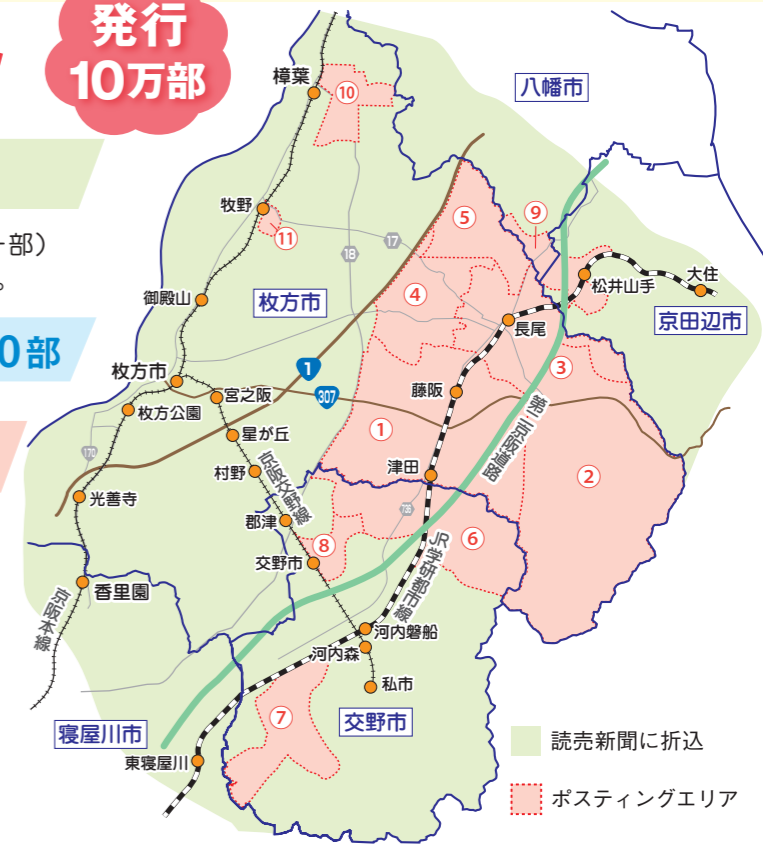 発行
10万部
部）
。
0部
樟葉
⑩
八幡市
牧野
⑪
⑤
⑨
17
18
松井山手
大住
御殿山
枚方市
④
長尾
京田辺市
枚方市
宮之阪
1
307
藤阪
③
枚方公園
星が丘
①
第二京阪道路
170
村野
京阪交野線
津田
②
光善寺
郡津
⑧
⑥
交野市
JR学研都市線
香里園
京阪本線
河内磐船
河内森
私市
⑦
交野市
寝屋川市
東寝屋川
読売新聞に折込
ポスティングエリア